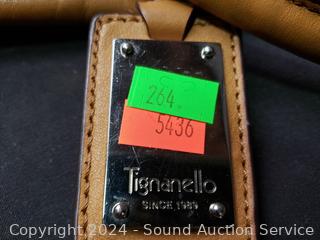 264.
5436
Tignanello
SINCE 1989
Copyright 2024 - Sound Auction Service